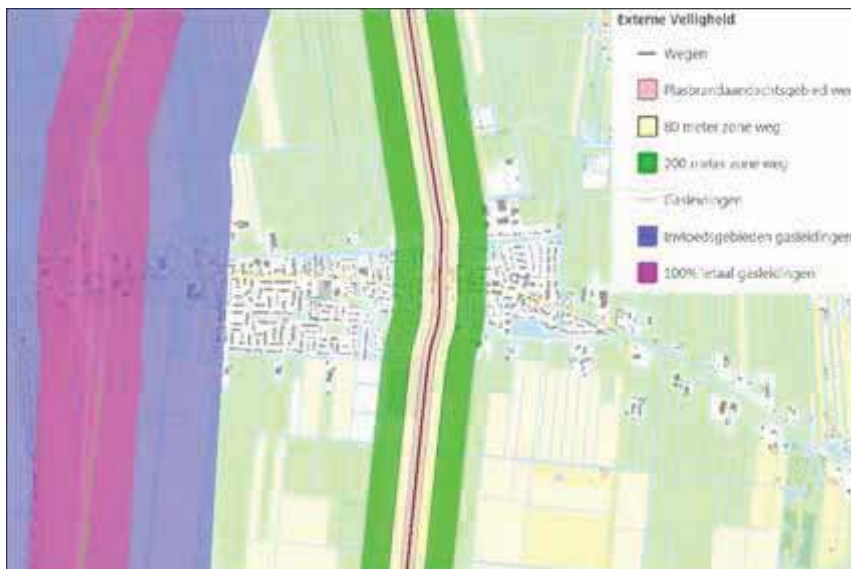 Externe Veiligheid
Wegen
Plasbrandaandachtsgebied weg
80 meter zone weg
200 meter zone weg
Gasleidingen
Invloedsgebieden gasleidingen
100% letaal gasleidingen